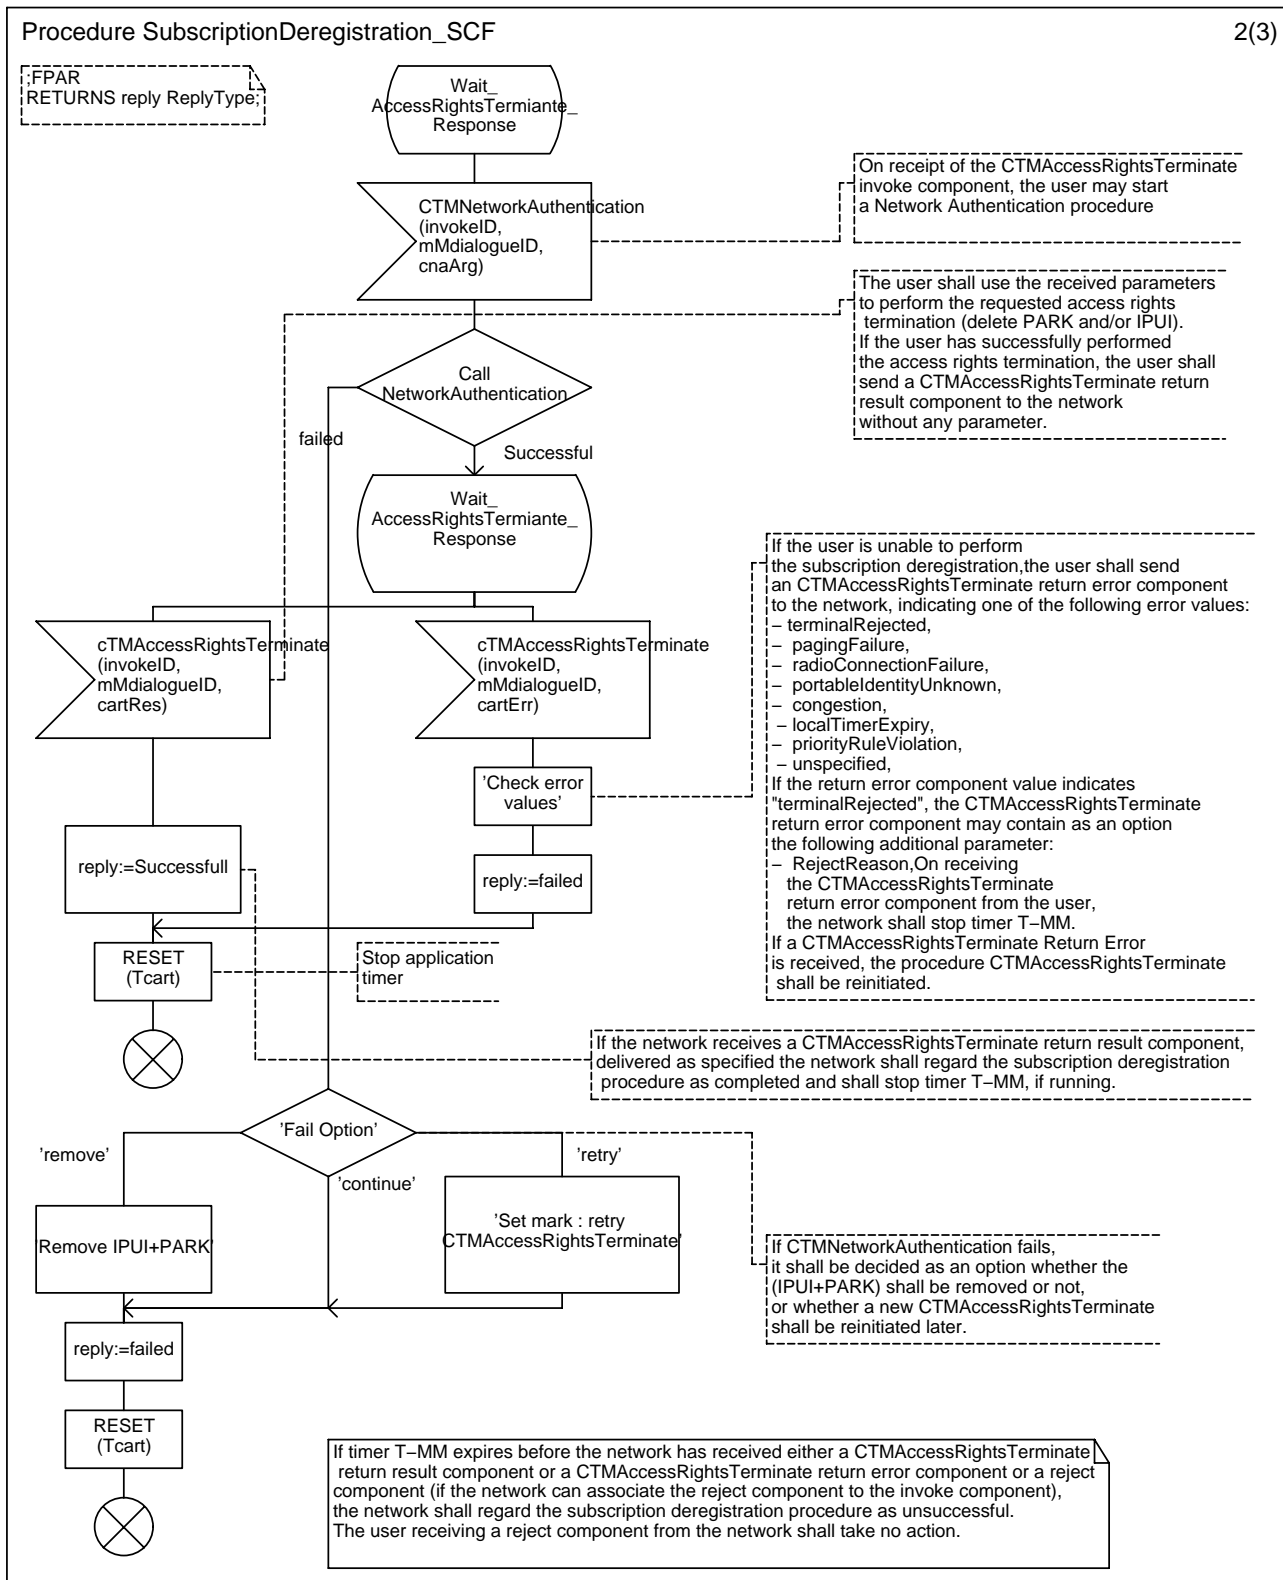 Procedure SubscriptionDeregistration_SCF
2(3)
;FPAR
RETURNS reply ReplyType;
Wait_
AccessRightsTermiante_
Response
CTMNetworkAuthentication
(invokeID,
mMdialogueID,
cnaArg)
On receipt of the CTMAccessRightsTerminate
invoke component, the user may start
a Network Authentication procedure
The user shall use the received parameters
to perform the requested access rights
termination (delete PARK and/or IPUI).
If the user has successfully performed
the access rights termination, the user shall
send a CTMAccessRightsTerminate return
result component to the network
without any parameter.
Call
NetworkAuthentication
failed
Successful
Wait_
AccessRightsTermiante_
Response
If the user is unable to perform
the subscription deregistration,the user shall send
an CTMAccessRightsTerminate return error component
to the network, indicating one of the following error values:
− terminalRejected,
− pagingFailure,
− radioConnectionFailure,
− portableIdentityUnknown,
− congestion,
− localTimerExpiry,
− priorityRuleViolation,
− unspecified,
If the return error component value indicates
"terminalRejected", the CTMAccessRightsTerminate
return error component may contain as an option
the following additional parameter:
− RejectReason,On receiving
the CTMAccessRightsTerminate
return error component from the user,
the network shall stop timer T−MM.
If a CTMAccessRightsTerminate Return Error
is received, the procedure CTMAccessRightsTerminate
shall be reinitiated.
cTMAccessRightsTerminate
(invokeID,
mMdialogueID,
cartRes)
cTMAccessRightsTerminate
(invokeID,
mMdialogueID,
cartErr)
'Check error
values'
reply:=Successfull
reply:=failed
RESET
(Tcart)
Stop application
timer
If the network receives a CTMAccessRightsTerminate return result component,
delivered as specified the network shall regard the subscription deregistration
procedure as completed and shall stop timer T−MM, if running.
'Fail Option'
'remove'
'continue'
'retry'
'Remove IPUI+PARK'
'Set mark : retry
CTMAccessRightsTerminate'
If CTMNetworkAuthentication fails,
it shall be decided as an option whether the
(IPUI+PARK) shall be removed or not,
or whether a new CTMAccessRightsTerminate
shall be reinitiated later.
reply:=failed
RESET
(Tcart)
If timer T−MM expires before the network has received either a CTMAccessRightsTerminate
return result component or a CTMAccessRightsTerminate return error component or a reject
component (if the network can associate the reject component to the invoke component),
the network shall regard the subscription deregistration procedure as unsuccessful.
The user receiving a reject component from the network shall take no action.